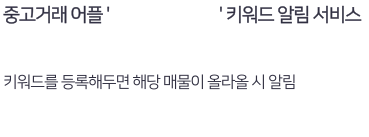 중고거래 어플 ' ' 키워드 알림 서비스
키워드를 등록해두면 해당 매물이 올라올 시 알림